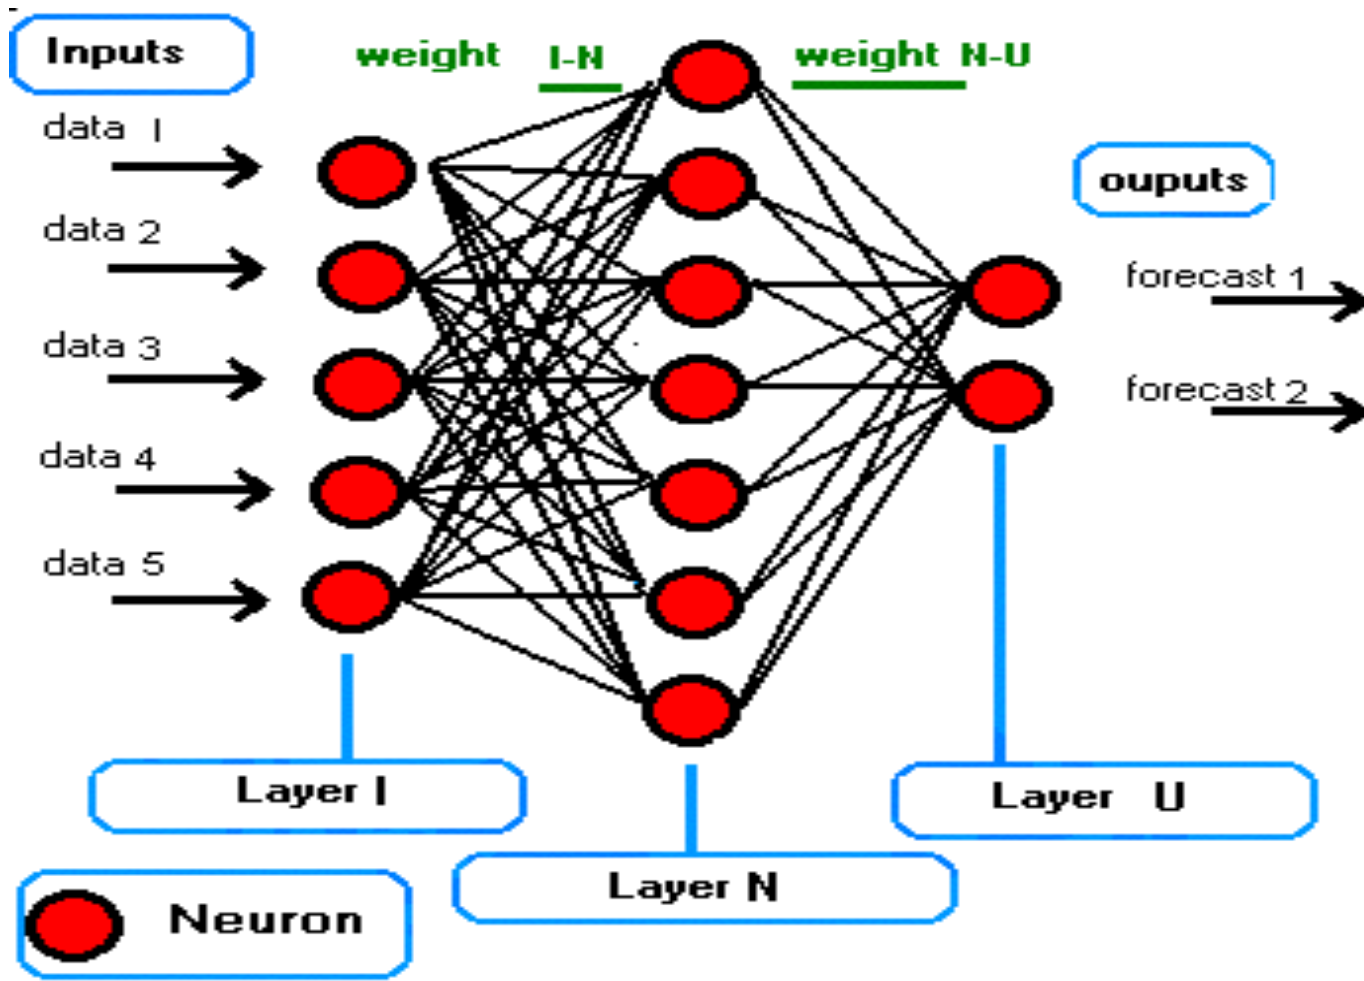 Inputs
weight I-N
weight N-U
data 1
data 2
data 3
data 4
data 5
ouputs
forecast 1
forecast 2
Layer I
Layer N
Layer U
Neuron